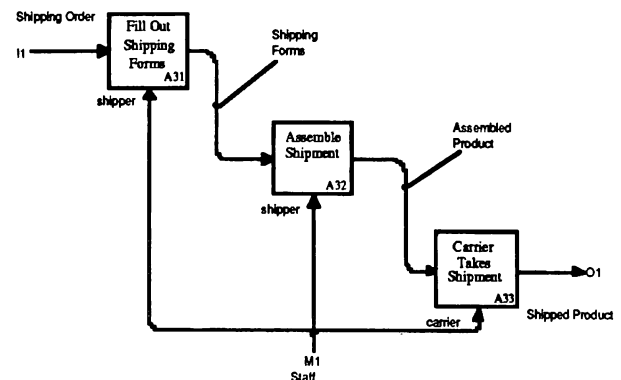 Shipping Order
I1
Fill Out
Shipping
Forms
A31
shipper
Shipping
Forms
Assemble
Shipment
A32
shipper
Assembled
Product
Carrier
Takes
Shipment
A33
carrier
O1
Shipped Product
M1
Staff